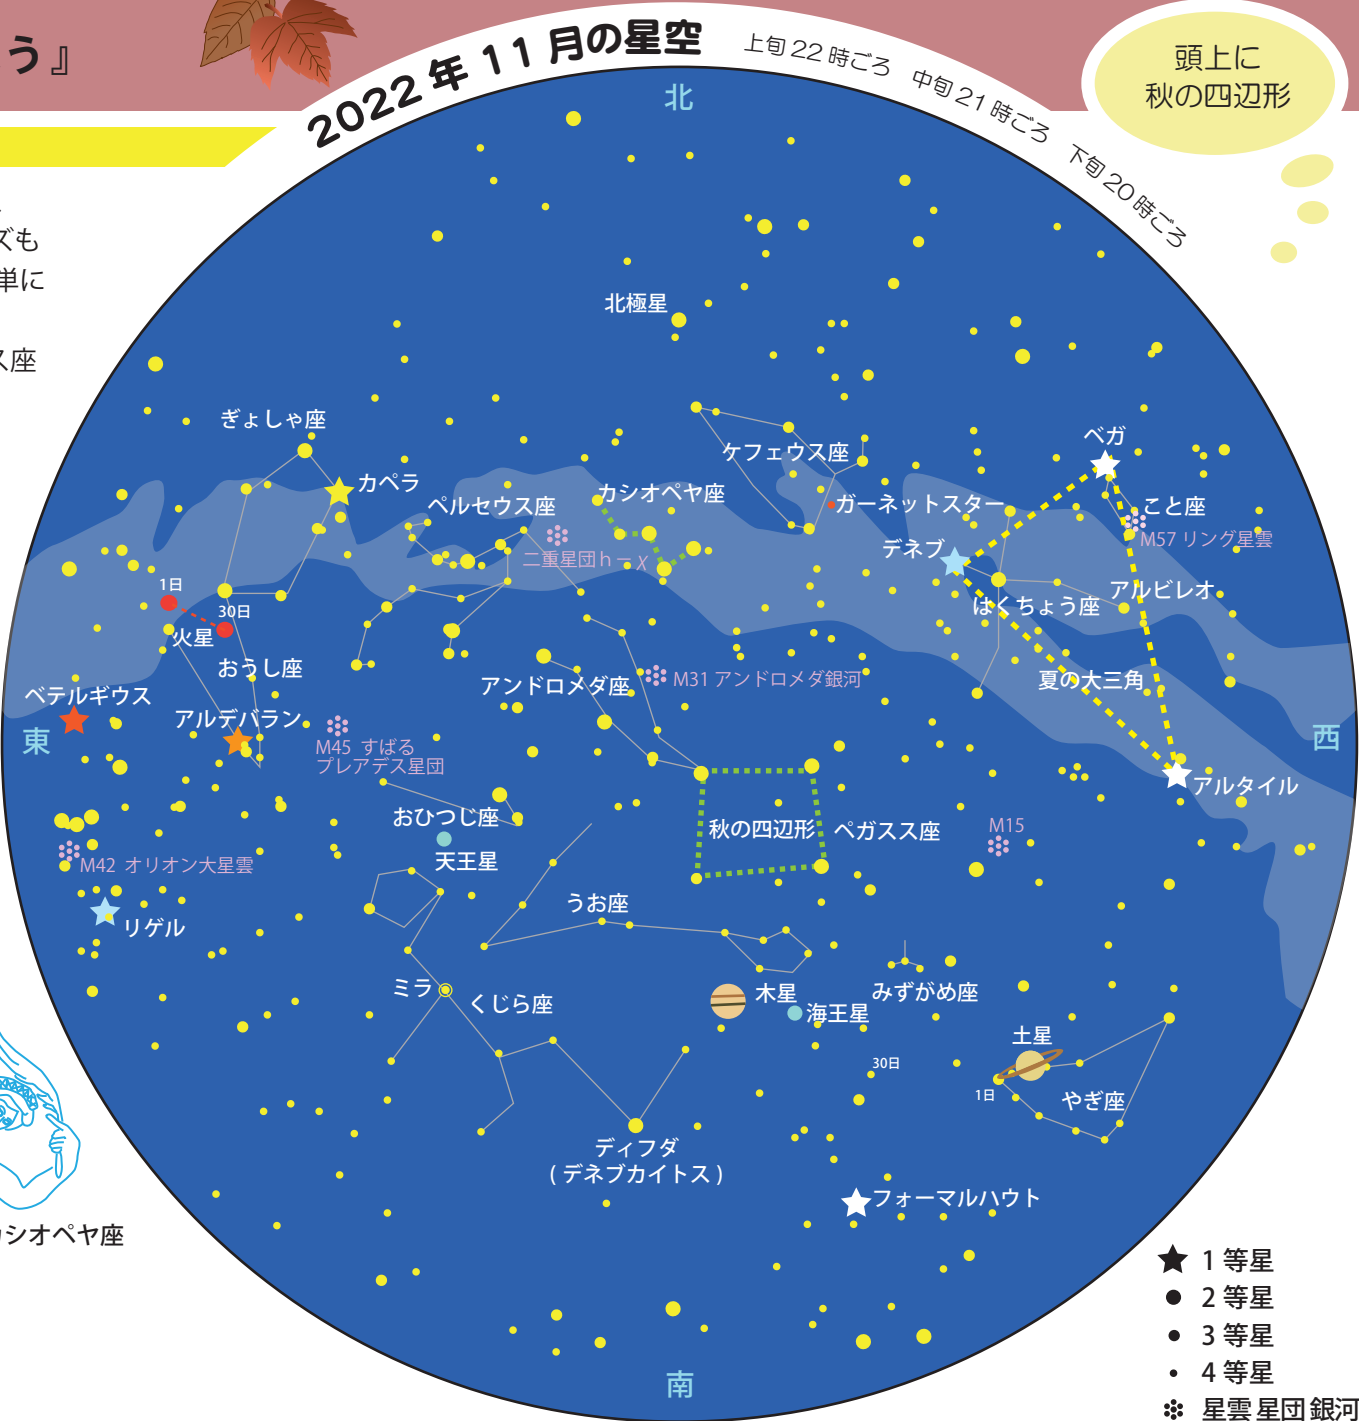 う』
2022年11月の星空
上旬22時ごろ 中旬21時ごろ 下旬20時ごろ
頭上に
秋の四辺形
ズも
単に
ス座
北
北極星
ぎょしゃ座
カペラ
ペルセウス座
カシオペヤ座
ケフェウス座
ガーネットスター
ベガ
こと座
M57 リング星雲
二重星団h-χ
デネブ
はくちょう座
アルビレオ
1日
30日
火星
おうし座
アンドロメダ座
M31 アンドロメダ銀河
夏の大三角
ベテルギウス
アルデバラン
東
西
M45 すばる
プレアデス星団
アルタイル
おひつじ座
天王星
秋の四辺形
ペガスス座
M15
M42 オリオン大星雲
リゲル
うお座
ミラ
くじら座
木星
海王星
みずがめ座
土星
30日
1日
やぎ座
ディフダ
(デネブカイトス)
フォーマルハウト
シオペヤ座
南
1等星
2等星
3等星
4等星
星雲 星団 銀河